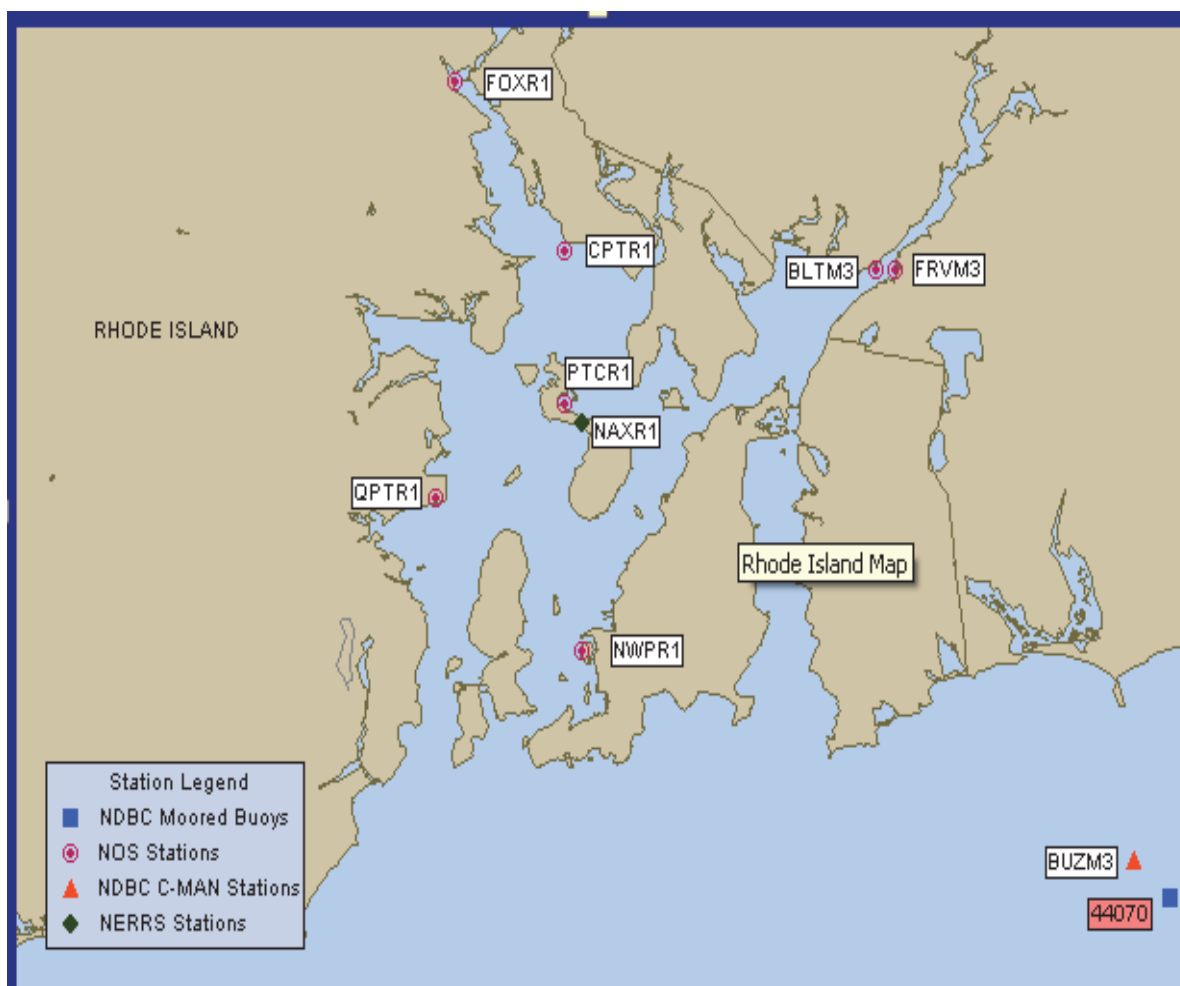 FOXR1
CPTR1
BLTM3
FRVM3
RHODE ISLAND
PTCR1
NAXR1
QPTR1
Rhode Island Map
NWPR1
Station Legend
NDBC Moored Buoys
NOS Stations
NDBC C-MAN Stations
NERRS Stations
BUZM3
44070